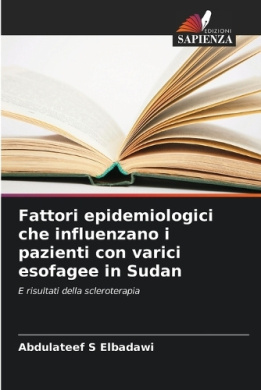 EDIZIONI
SAPIENZA
Fattori epidemiologici
che influenzano i
pazienti con varici
esofagee in Sudan
E risultati della scleroterapia
Abdulateef S Elbadawi